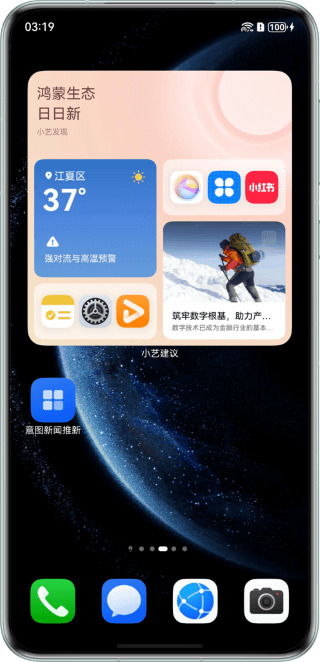 03:19
100
鸿蒙生态
日日新
小艺发现
江夏区
37°
强对流与高温预警
小红书
筑牢数字根基，助力产...
数字技术已成为金融行业的基本...
小艺建议
意图新闻推新